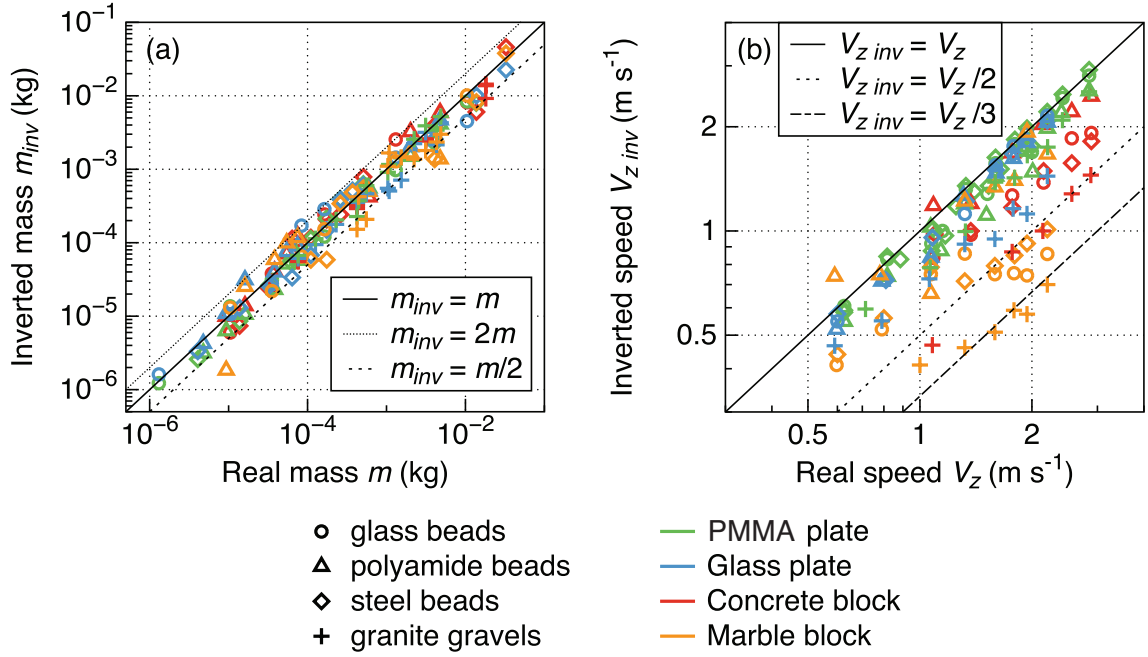 (a)
10⁻¹
10⁻²
10⁻³
10⁻⁴
10⁻⁵
10⁻⁶
Inverted mass m_inv (kg)
m_inv = m
m_inv = 2m
m_inv = m/2
10⁻⁶ 10⁻⁴ 10⁻²
Real mass m (kg)
(b)
V_z inv = V_z
V_z inv = V_z /2
V_z inv = V_z /3
2
1
0.5
Inverted speed V_z inv (m s⁻¹)
0.5 1 2
Real speed V_z (m s⁻¹)
glass beads
polyamide beads
steel beads
granite gravels
PMMA plate
Glass plate
Concrete block
Marble block